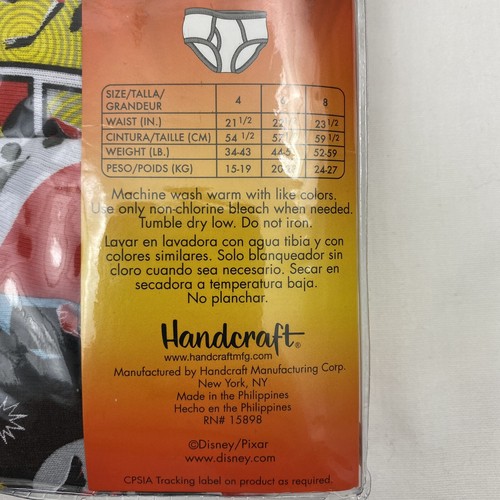 SIZE/TALLA/
GRANDEUR 4 8
WAIST (IN.) 21 1/2 23 1/2
CINTURA/TAILLE (CM) 54 1/2 59 1/2
WEIGHT (LB.) 34-43 52-59
PESO/POIDS (KG) 15-19 24-27
Machine wash warm with like colors.
Use only non-chlorine bleach when needed.
Tumble dry low. Do not iron.
Lavar en lavadora con agua tibia y con
colores similares. Solo blanqueador sin
cloro cuando sea necesario. Secar en
secadora a temperatura baja.
No planchar.
Handcraft®
www.handcraftmfg.com
Manufactured by Handcraft Manufacturing Corp.
New York, NY
Made in the Philippines
Hecho en the Philippines
RN# 15898
©Disney/Pixar
www.disney.com
CPSIA Tracking label on product as required.